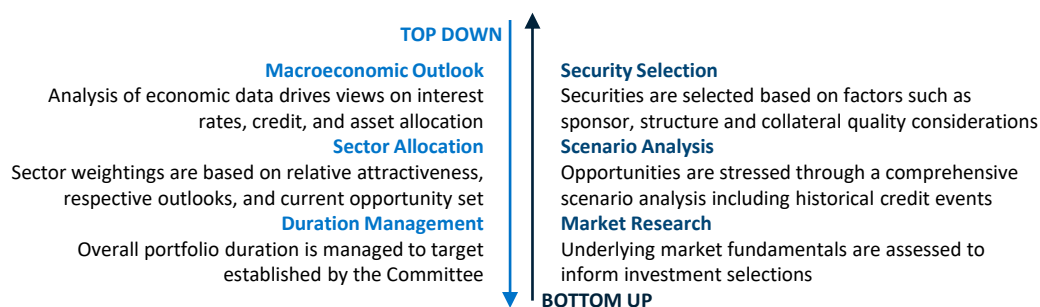 TOP DOWN
Macroeconomic Outlook
Analysis of economic data drives views on interest
rates, credit, and asset allocation
Sector Allocation
Sector weightings are based on relative attractiveness,
respective outlooks, and current opportunity set
Duration Management
Overall portfolio duration is managed to target
established by the Committee
Security Selection
Securities are selected based on factors such as
sponsor, structure and collateral quality considerations
Scenario Analysis
Opportunities are stressed through a comprehensive
scenario analysis including historical credit events
Market Research
Underlying market fundamentals are assessed to
inform investment selections
BOTTOM UP